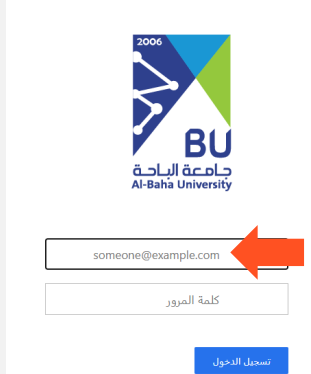 2006
BU
جامعة الباحة
Al-Baha University
someone@example.com
كلمة المرور
تسجيل الدخول